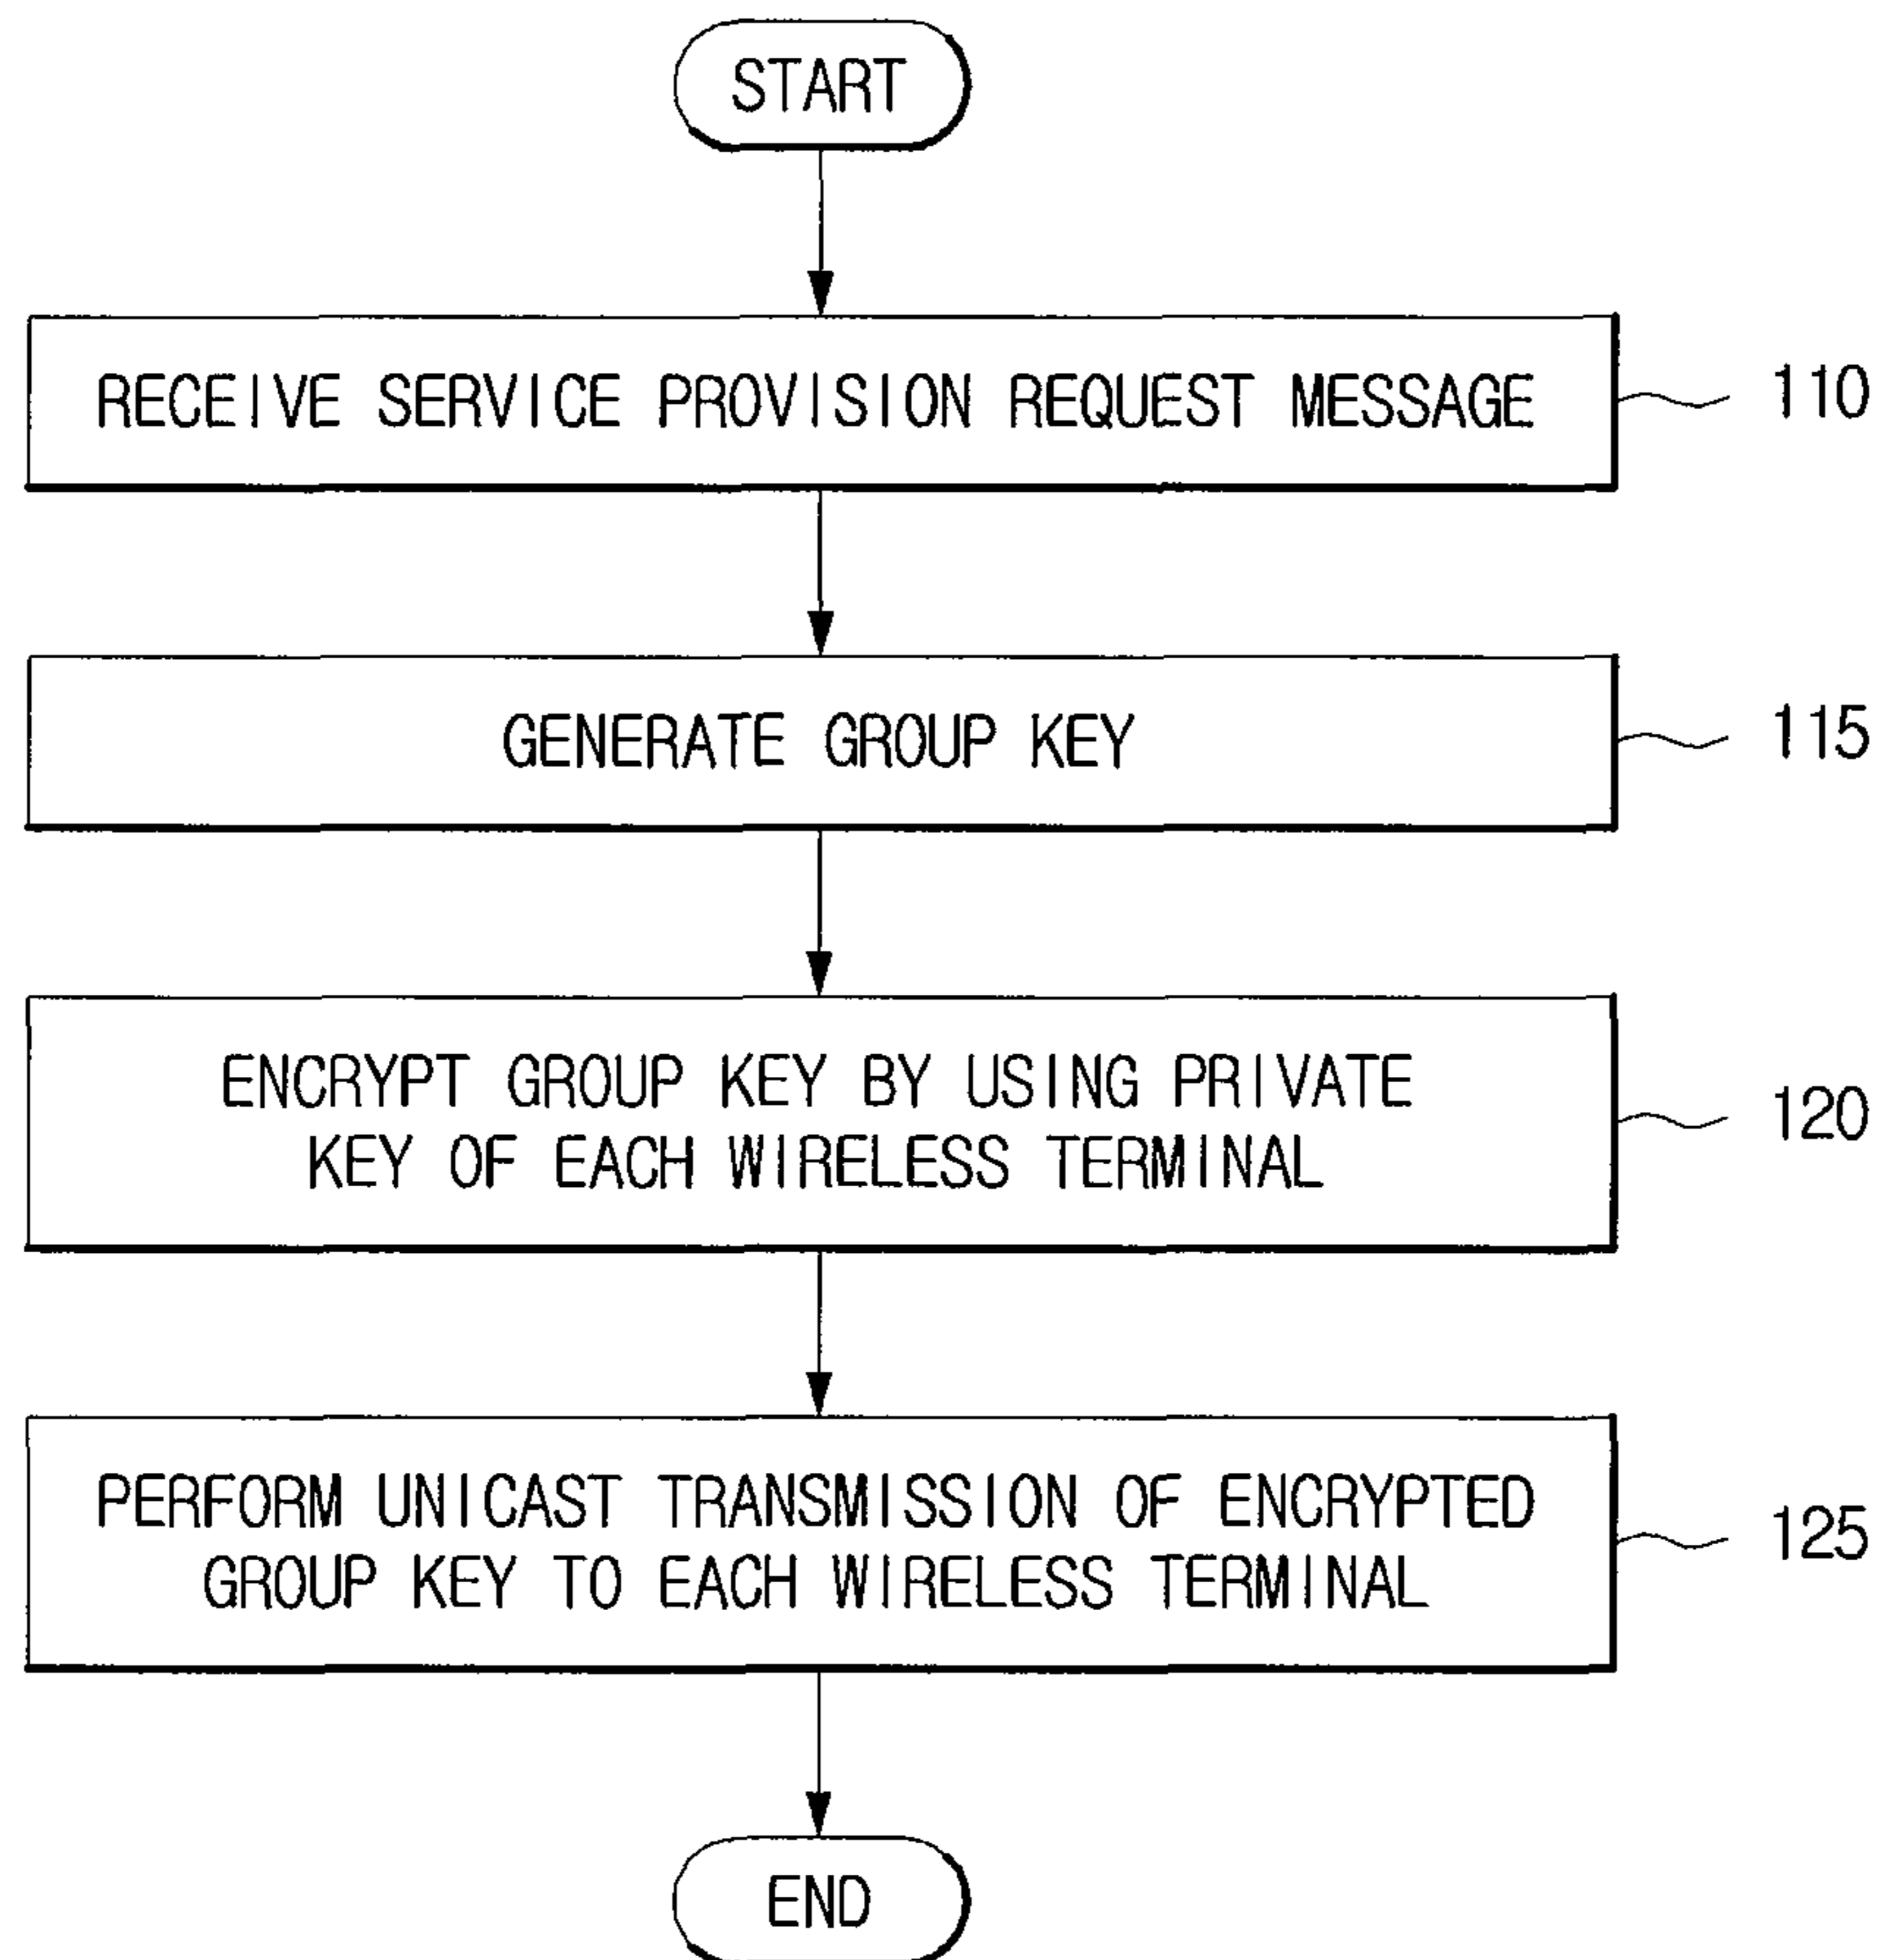 START
RECEIVE SERVICE PROVISION REQUEST MESSAGE
110
GENERATE GROUP KEY
115
ENCRYPT GROUP KEY BY USING PRIVATE
KEY OF EACH WIRELESS TERMINAL
120
PERFORM UNICAST TRANSMISSION OF ENCRYPTED
GROUP KEY TO EACH WIRELESS TERMINAL
125
END